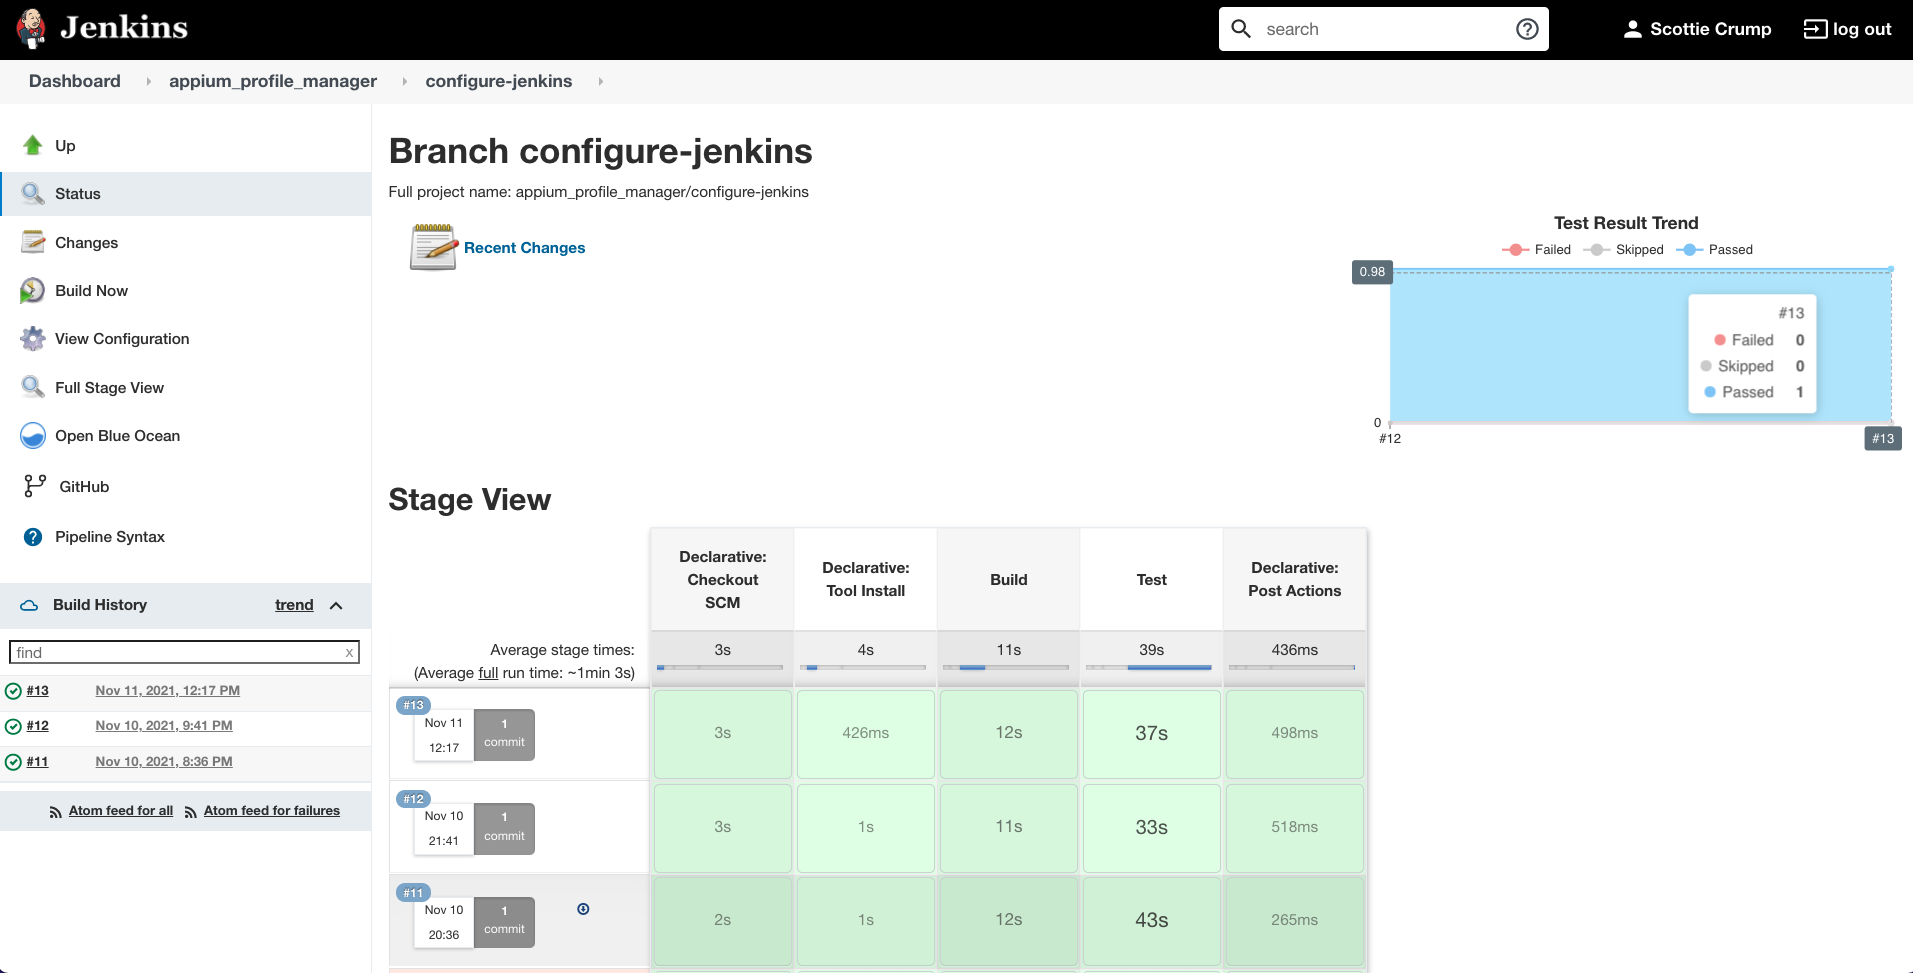 Jenkins
search
Scottie Crump
log out
Dashboard
appium_profile_manager
configure-jenkins
Up
Status
Changes
Build Now
View Configuration
Full Stage View
Open Blue Ocean
GitHub
Pipeline Syntax
Build History
trend
find
x
#13
Nov 11, 2021, 12:17 PM
#12
Nov 10, 2021, 9:41 PM
#11
Nov 10, 2021, 8:36 PM
Atom feed for all
Atom feed for failures
Branch configure-jenkins
Full project name: appium_profile_manager/configure-jenkins
Recent Changes
Test Result Trend
Failed
Skipped
Passed
0.98
#13
Failed 0
Skipped 0
Passed 1
0
#12
#13
Stage View
Declarative:
Checkout
SCM
Declarative:
Tool Install
Build
Test
Declarative:
Post Actions
Average stage times:
(Average full run time: ~1min 3s)
3s
4s
11s
39s
436ms
#13
Nov 11
12:17
1
commit
3s
426ms
12s
37s
498ms
#12
Nov 10
21:41
1
commit
3s
1s
11s
33s
518ms
#11
Nov 10
20:36
1
commit
2s
1s
12s
43s
265ms